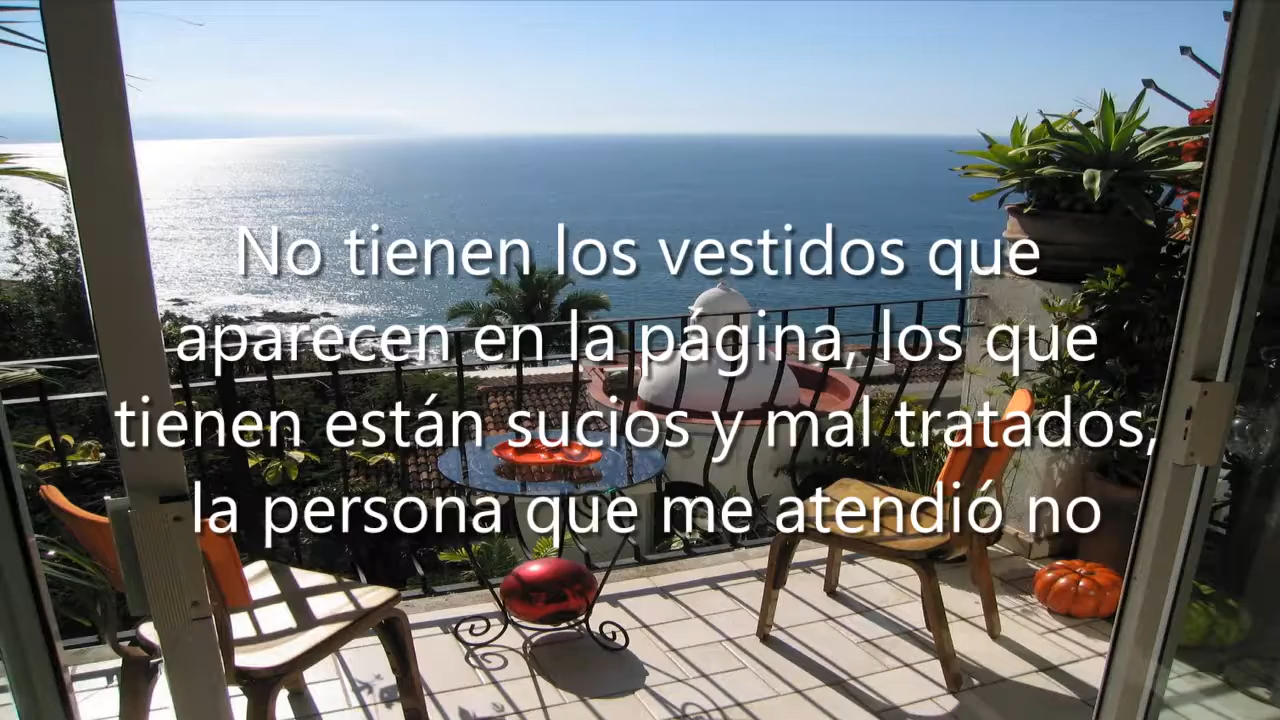 No tienen los vestidos que
aparecen en la página, los que
tienen están sucios y mal tratados,
la persona que me atendió no